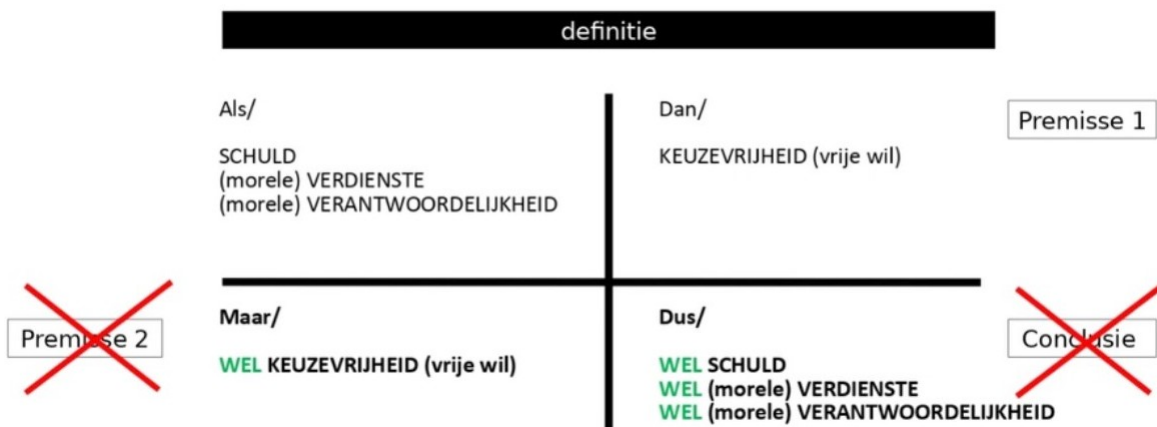 definitie
Als/
SCHULD
(morele) VERDIENSTE
(morele) VERANTWOORDELIJKHEID
Dan/
KEUZEVRIJHEID (vrije wil)
Premisse 1
Premisse 2
Maar/
WEL KEUZEVRIJHEID (vrije wil)
Dus/
WEL SCHULD
WEL (morele) VERDIENSTE
WEL (morele) VERANTWOORDELIJKHEID
Conclusie